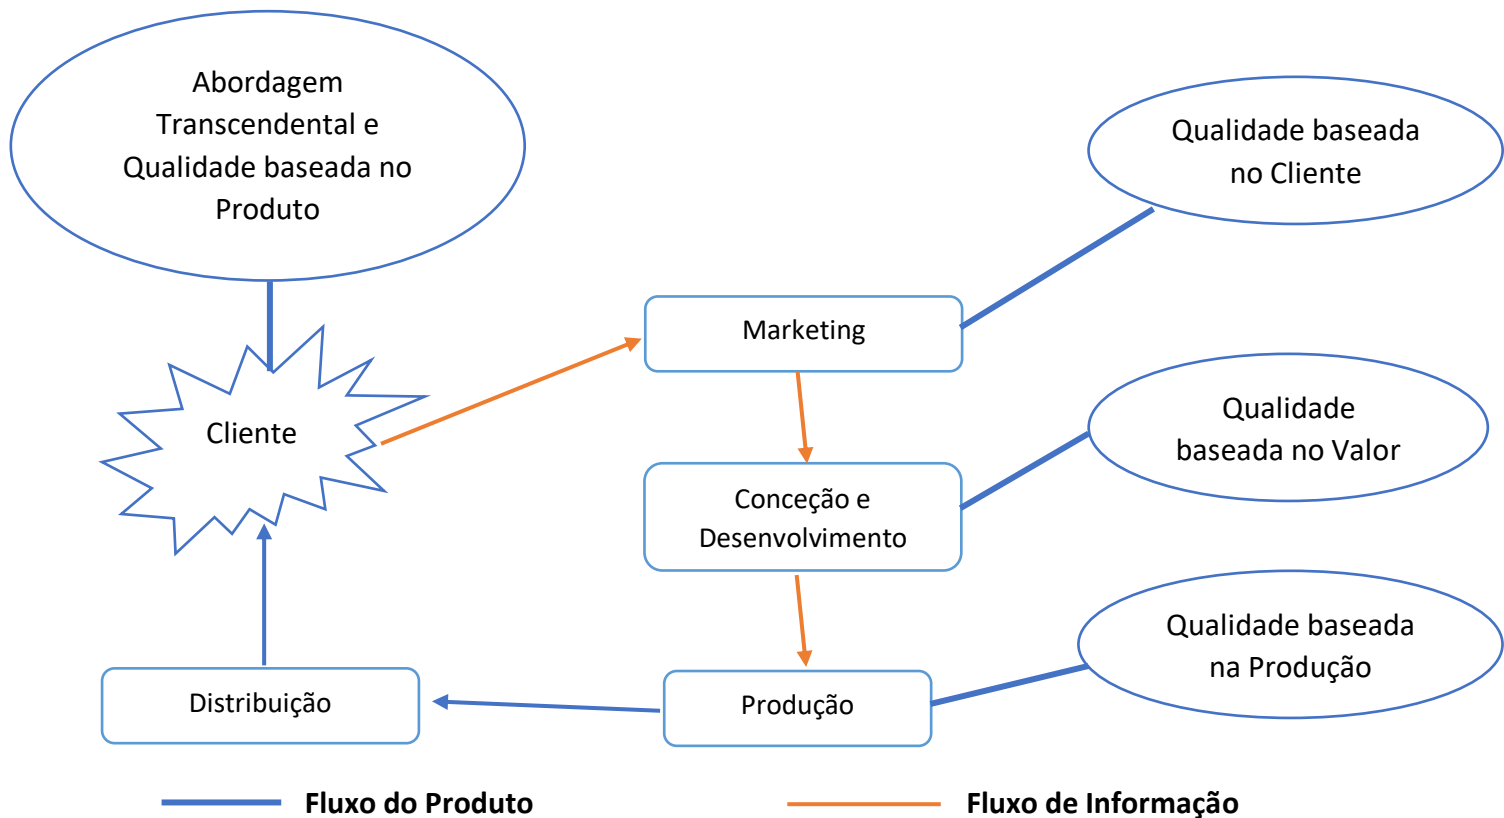 Abordagem
Transcendental e
Qualidade baseada no
Produto
Qualidade baseada
no Cliente
Marketing
Cliente
Qualidade
baseada no Valor
Conceção e
Desenvolvimento
Qualidade baseada
na Produção
Distribuição
Produção
Fluxo do Produto
Fluxo de Informação